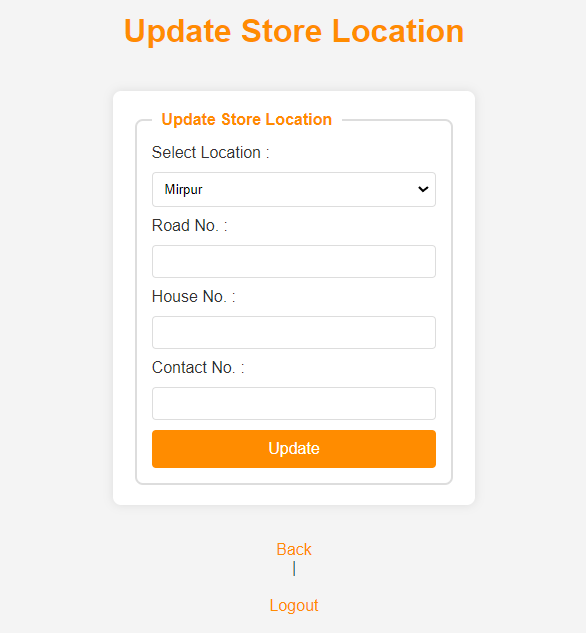 Update Store Location
Update Store Location
Select Location :
Mirpur
Road No. :
House No. :
Contact No. :
Update
Back
|
Logout